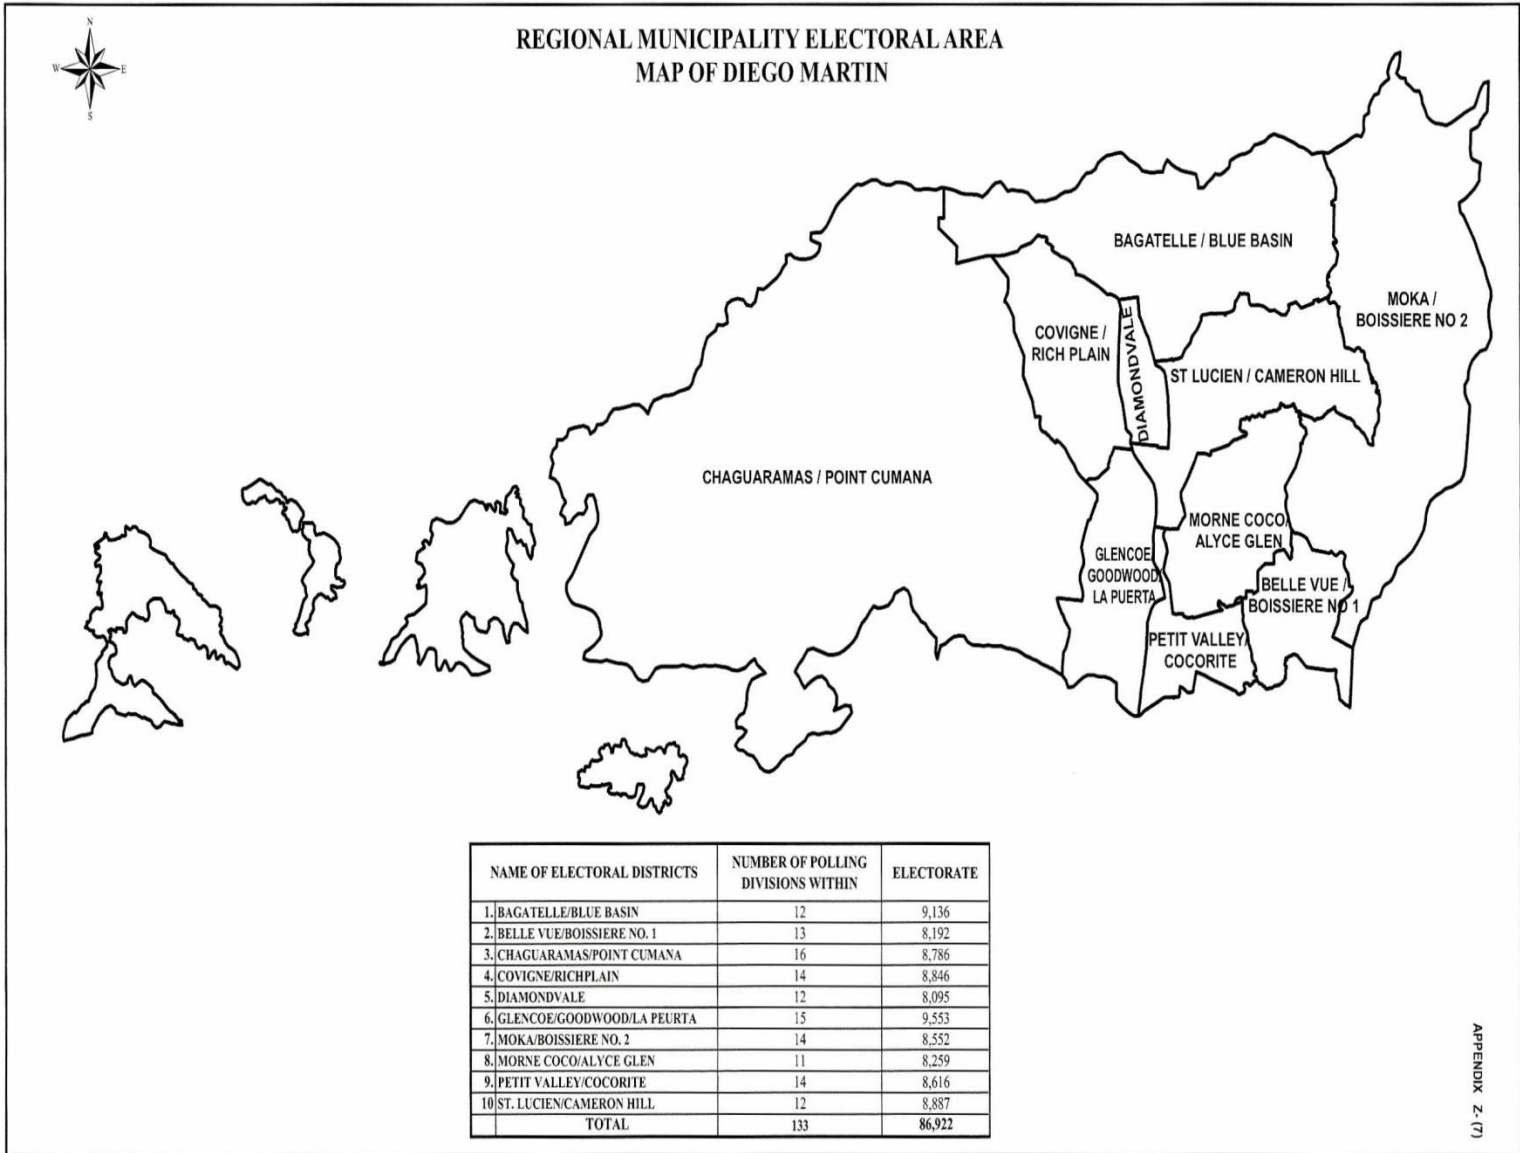 N
W E
S
REGIONAL MUNICIPALITY ELECTORAL AREA
MAP OF DIEGO MARTIN
BAGATELLE / BLUE BASIN
MOKA /
BOISSIERE NO 2
COVIGNE /
RICH PLAIN
DIAMONDVALE
ST LUCIEN / CAMERON HILL
CHAGUARAMAS / POINT CUMANA
MORNE COCO/
ALYCE GLEN
GLENCOE/
GOODWOOD/
LA PUERTA
BELLE VUE /
BOISSIERE NO 1
PETIT VALLEY/
COCORITE
NAME OF ELECTORAL DISTRICTS NUMBER OF POLLING DIVISIONS WITHIN ELECTORATE
1. BAGATELLE/BLUE BASIN 12 9,136
2. BELLE VUE/BOISSIERE NO. 1 13 8,192
3. CHAGUARAMAS/POINT CUMANA 16 8,786
4. COVIGNE/RICHPLAIN 14 8,846
5. DIAMONDVALE 12 8,095
6. GLENCOE/GOODWOOD/LA PEURTA 15 9,553
7. MOKA/BOISSIERE NO. 2 14 8,552
8. MORNE COCO/ALYCE GLEN 11 8,259
9. PETIT VALLEY/COCORITE 14 8,616
10 ST. LUCIEN/CAMERON HILL 12 8,887
TOTAL 133 86,922
APPENDIX Z- (7)